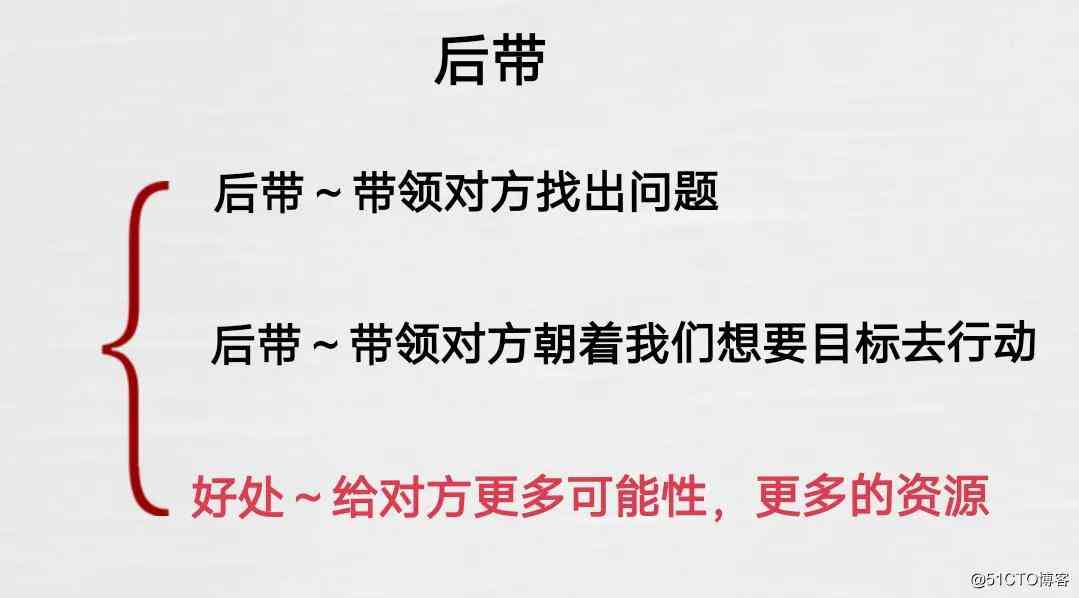 后带
后带～带领对方找出问题
后带～带领对方朝着我们想要目标去行动
好处～给对方更多可能性，更多的资源
@51CTO博客